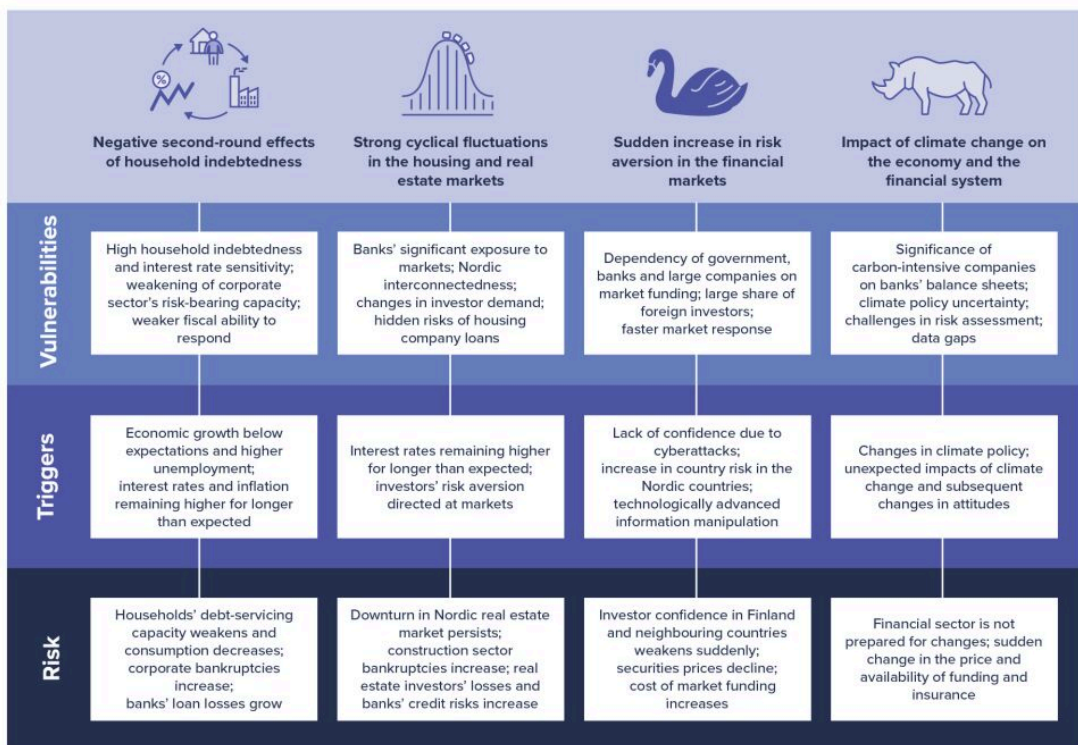 %
Negative second-round effects
of household indebtedness
Strong cyclical fluctuations
in the housing and real
estate markets
Sudden increase in risk
aversion in the financial
markets
Impact of climate change on
the economy and the
financial system
Vulnerabilities
High household indebtedness
and interest rate sensitivity;
weakening of corporate
sector's risk-bearing capacity;
weaker fiscal ability to
respond
Banks' significant exposure to
markets; Nordic
interconnectedness;
changes in investor demand;
hidden risks of housing
company loans
Dependency of government,
banks and large companies on
market funding; large share of
foreign investors;
faster market response
Significance of
carbon-intensive companies
on banks' balance sheets;
climate policy uncertainty;
challenges in risk assessment;
data gaps
Triggers
Economic growth below
expectations and higher
unemployment;
interest rates and inflation
remaining higher for longer
than expected
Interest rates remaining higher
for longer than expected;
investors' risk aversion
directed at markets
Lack of confidence due to
cyberattacks;
increase in country risk in the
Nordic countries;
technologically advanced
information manipulation
Changes in climate policy;
unexpected impacts of climate
change and subsequent
changes in attitudes
Risk
Households' debt-servicing
capacity weakens and
consumption decreases;
corporate bankruptcies
increase;
banks' loan losses grow
Downturn in Nordic real estate
market persists;
construction sector
bankruptcies increase; real
estate investors' losses and
banks' credit risks increase
Investor confidence in Finland
and neighbouring countries
weakens suddenly;
securities prices decline;
cost of market funding
increases
Financial sector is not
prepared for changes; sudden
change in the price and
availability of funding and
insurance